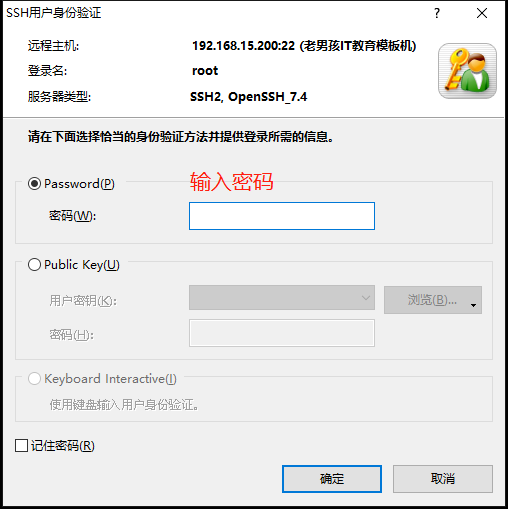 SSH用户身份验证
远程主机: 192.168.15.200:22 (老男孩IT教育模板机)
登录名: root
服务器类型: SSH2, OpenSSH_7.4
请在下面选择恰当的身份验证方法并提供登录所需的信息。
Password(P) 输入密码
密码(W):
Public Key(U)
用户密钥(K): 浏览(B)...
密码(H):
Keyboard Interactive(I)
使用键盘输入用户身份验证。
记住密码(R)
确定 取消